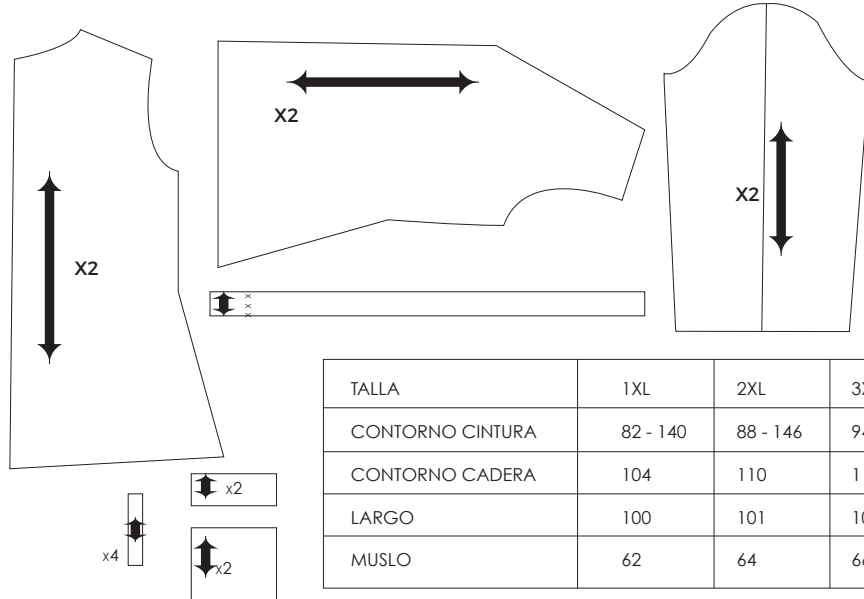 X2
X2
X2
x
x
x
x2
x4
x2
TALLA 1XL 2XL
CONTORNO CINTURA 82 - 140 88 - 146
CONTORNO CADERA 104 110
LARGO 100 101
MUSLO 62 64